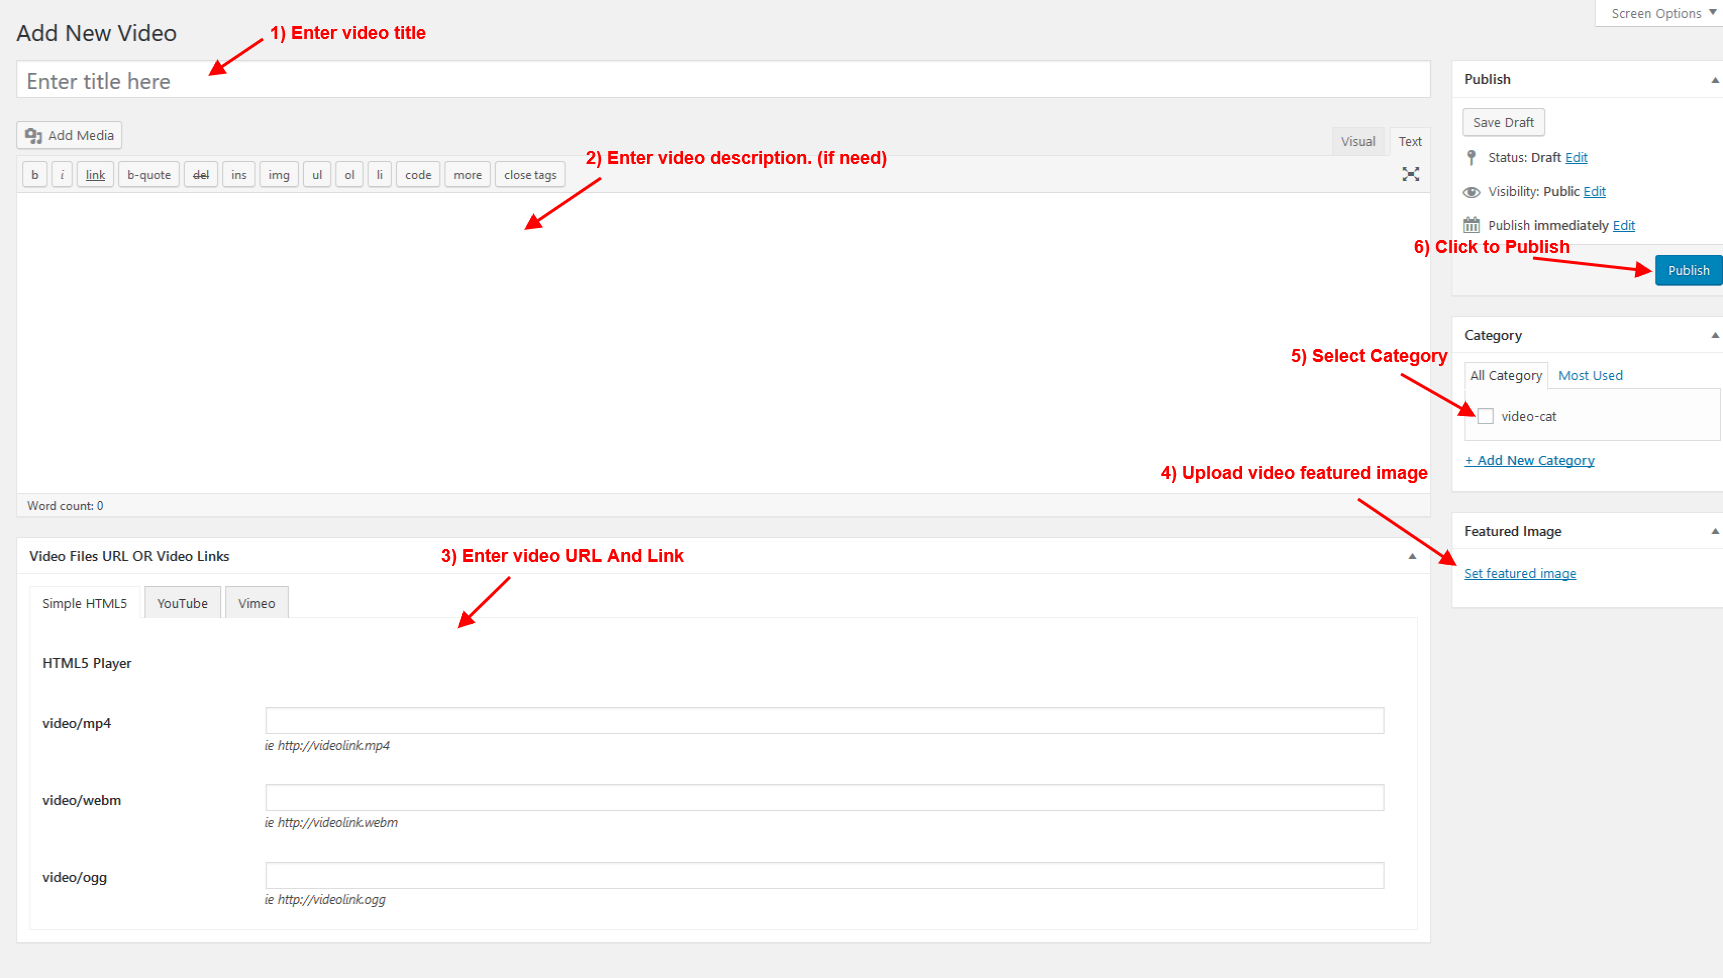 Screen Options
Add New Video
1) Enter video title
Enter title here
Add Media
Visual
Text
2) Enter video description. (if need)
b
i
link
b-quote
del
ins
img
ul
ol
li
code
more
close tags
Word count: 0
Video Files URL OR Video Links
3) Enter video URL And Link
Simple HTML5
YouTube
Vimeo
HTML5 Player
video/mp4
ie http://videolink.mp4
video/webm
ie http://videolink.webm
video/ogg
ie http://videolink.ogg
Publish
Save Draft
Status: Draft Edit
Visibility: Public Edit
Publish immediately Edit
6) Click to Publish
Publish
Category
5) Select Category
All Category
Most Used
video-cat
+ Add New Category
4) Upload video featured image
Featured Image
Set featured image